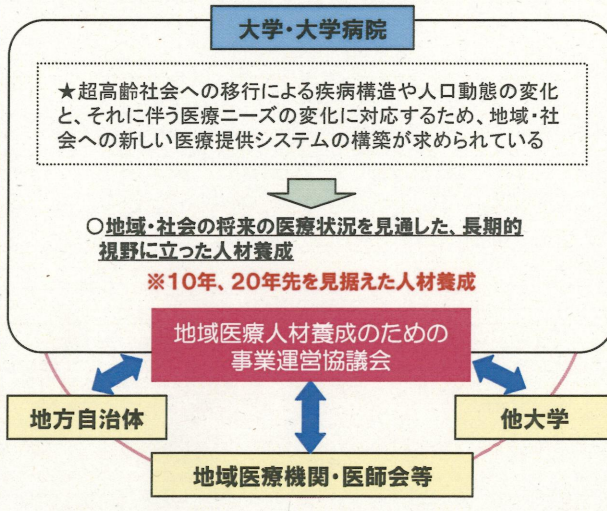 大学・大学病院
★超高齢社会への移行による疾病構造や人口動態の変化
と、それに伴う医療ニーズの変化に対応するため、地域・社
会への新しい医療提供システムの構築が求められている
○地域・社会の将来の医療状況を見通した、長期的
視野に立った人材養成
※10年、20年先を見据えた人材養成
地域医療人材養成のための
事業運営協議会
地方自治体
他大学
地域医療機関・医師会等